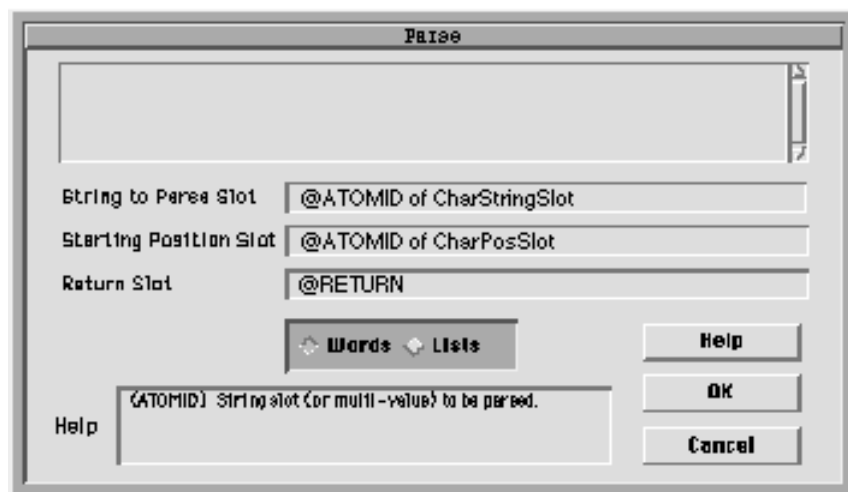 Parse
String to Parse Slot @ATOMID of CharStringSlot
Starting Position Slot @ATOMID of CharPosSlot
Return Slot @RETURN
Words Lists
Help
(ATOMID) String slot (or multi-value) to be parsed.
OK
Help
Cancel